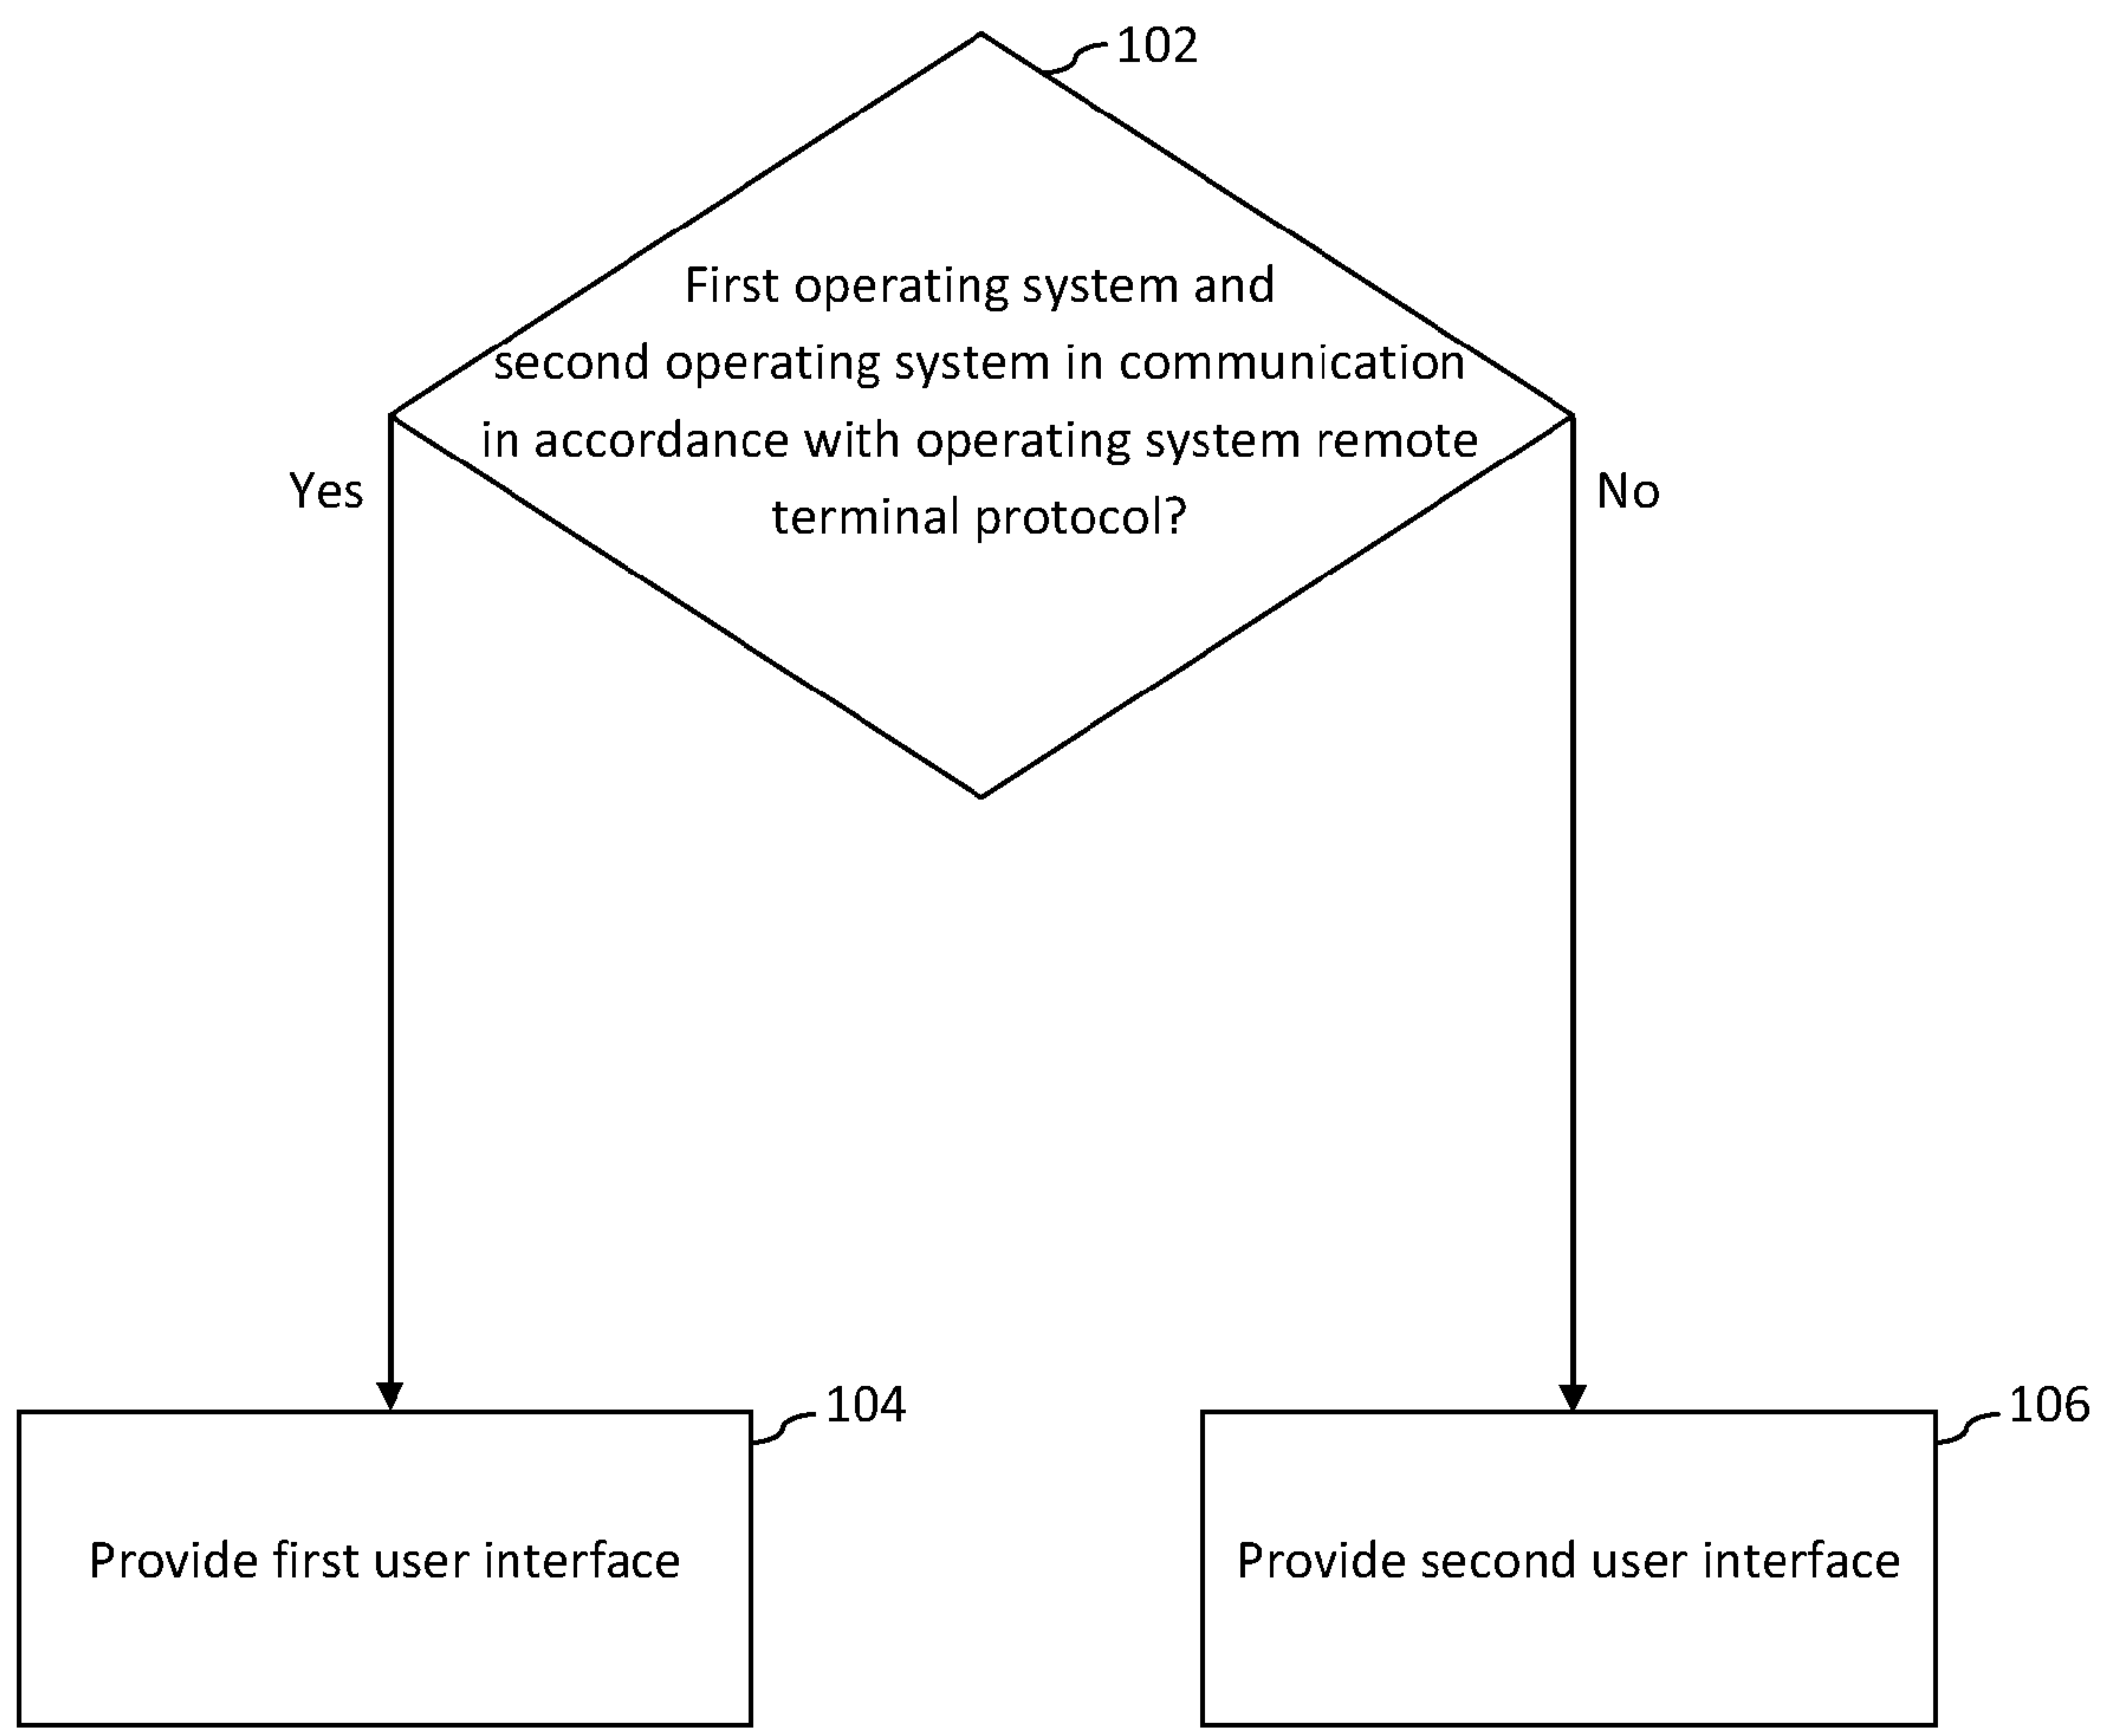 102
First operating system and
second operating system in communication
in accordance with operating system remote
terminal protocol?
Yes
No
104
106
Provide first user interface
Provide second user interface